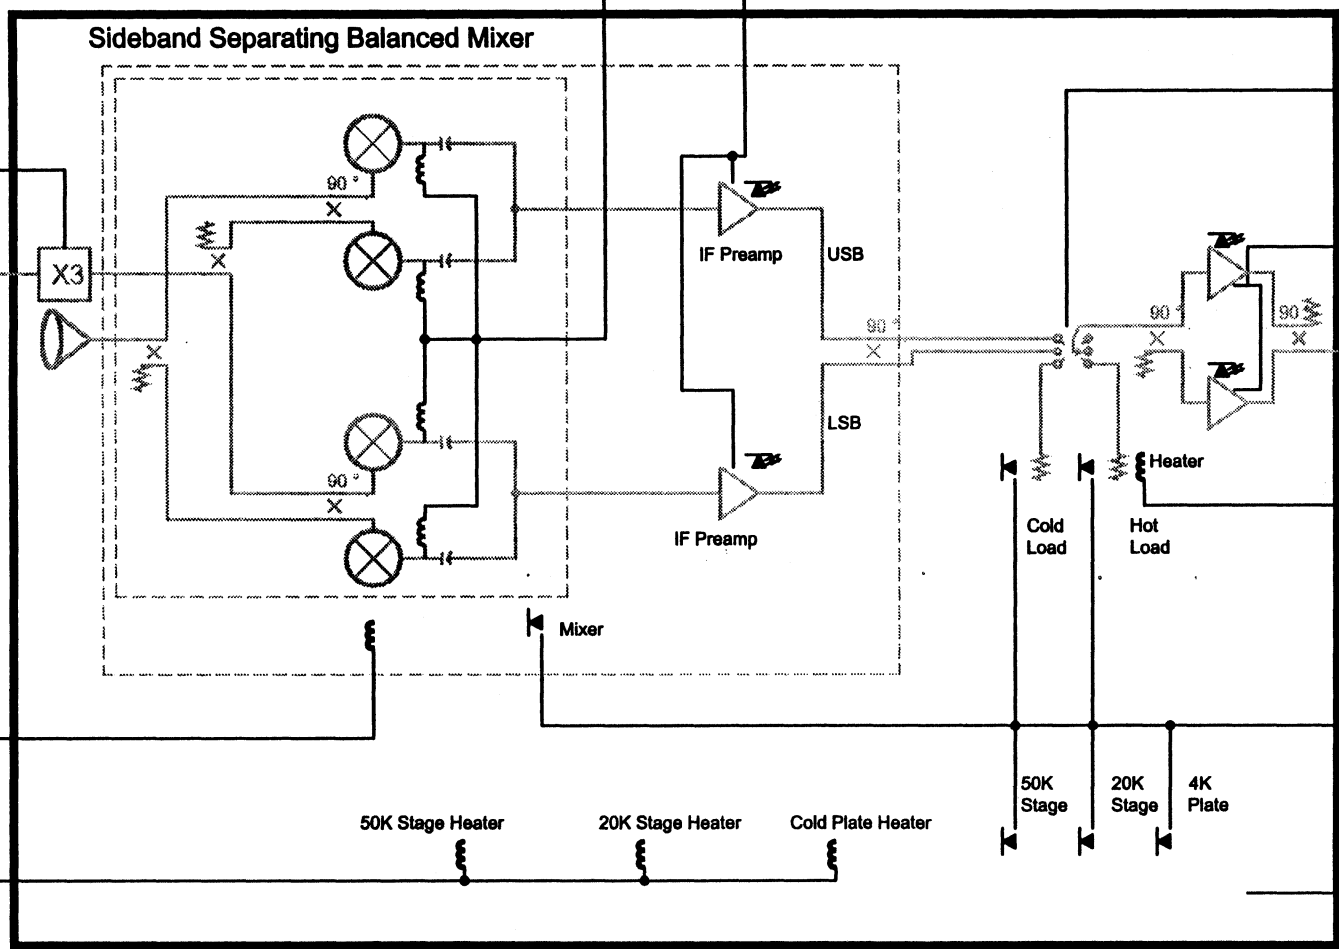 Sideband Separating Balanced Mixer
90 °
X3
IF Preamp
USB
90 °
90 °
90 °
LSB
90 °
IF Preamp
Heater
Cold
Load
Hot
Load
Mixer
50K
Stage
20K
Stage
4K
Plate
50K Stage Heater
20K Stage Heater
Cold Plate Heater